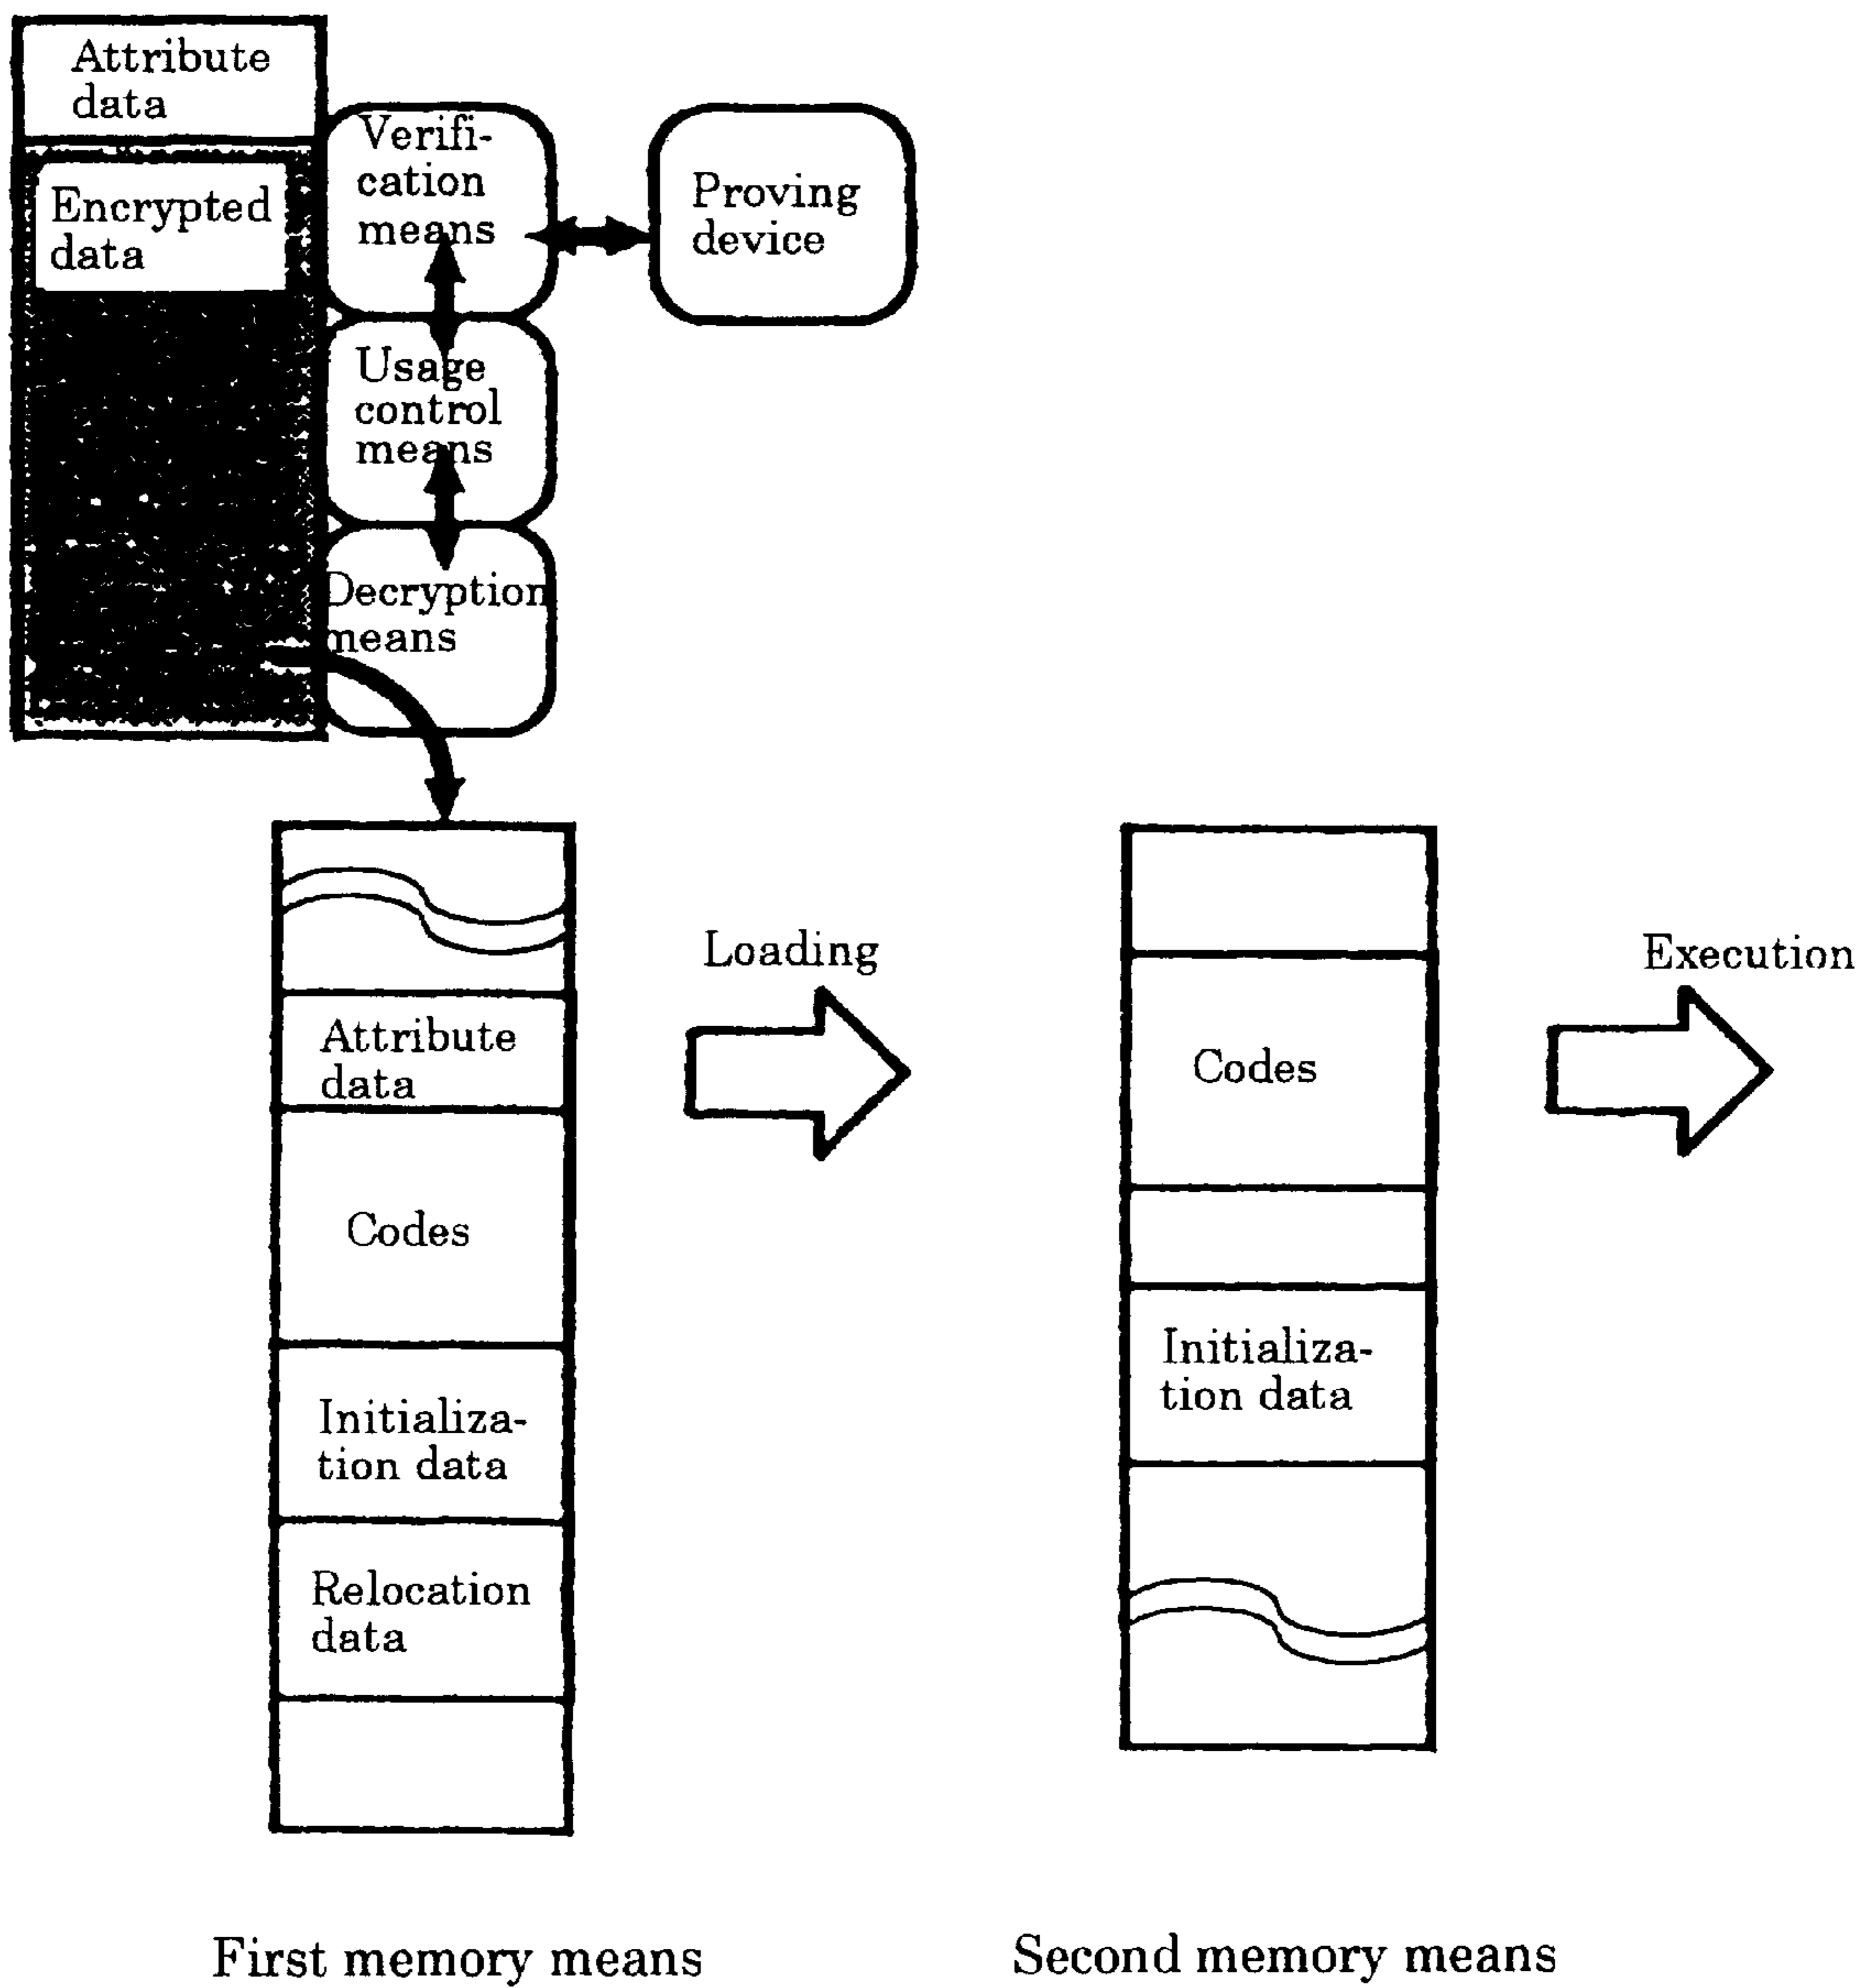 Attribute
data
Encrypted
data
Verifi-
cation
means
Proving
device
Usage
control
means
Decryption
means
Loading
Execution
Attribute
data
Codes
Initializa-
tion data
Relocation
data
Codes
Initializa-
tion data
First memory means
Second memory means